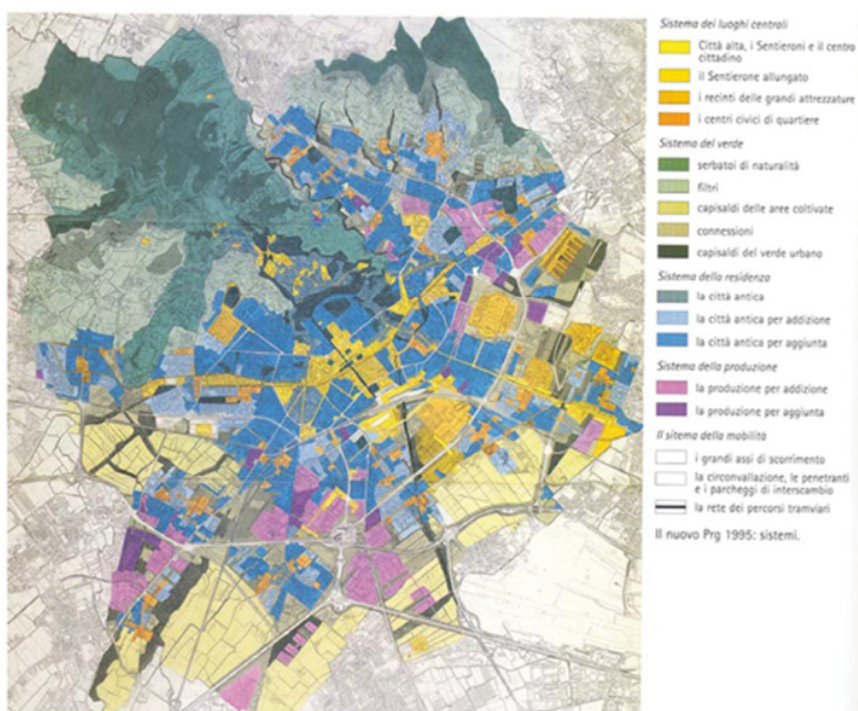 Sistema dei luoghi centrali
Città alta, i Sentieroni e il centro
cittadino
il Sentierone allungato
i recinti delle grandi attrezzature
i centri civici di quartiere
Sistema del verde
serbatoi di naturalità
filtri
capisaldi delle aree coltivate
connessioni
capisaldi del verde urbano
Sistema della residenza
la città antica
la città antica per addizione
la città antica per aggiunta
Sistema della produzione
la produzione per addizione
la produzione per aggiunta
Il sitema della mobilità
i grandi assi di scorrimento
la circonvallazione, le penetranti
e i parcheggi di interscambio
la rete dei percorsi tramviari
Il nuovo Prg 1995: sistemi.